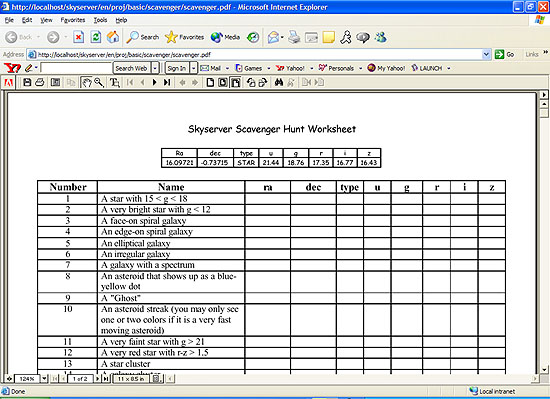 http://localhost/skyserver/en/proj/basic/scavenger/scavenger.pdf - Microsoft Internet Explorer
File Edit View Favorites Tools Help
Back Search Favorites Media
Address http://localhost/skyserver/en/proj/basic/scavenger/scavenger.pdf Go Links
Y! Search Web Sign In Mail Games Yahoo! Personals My Yahoo! LAUNCH
Skyserver Scavenger Hunt Worksheet
Ra dec type u g r i z
16.09721 -0.73715 STAR 21.44 18.76 17.35 16.77 16.43
Number Name ra dec type u g r i z
1 A star with 15 < g < 18
2 A very bright star with g < 12
3 A face-on spiral galaxy
4 An edge-on spiral galaxy
5 An elliptical galaxy
6 An irregular galaxy
7 A galaxy with a spectrum
8 An asteroid that shows up as a blue-
yellow dot
9 A "Ghost"
10 An asteroid streak (you may only see
one or two colors if it is a very fast
moving asteroid)
11 A very faint star with g > 21
12 A very red star with r-z > 1.5
13 A star cluster
124% 1 of 2 11 × 8.5 in
Done Local intranet